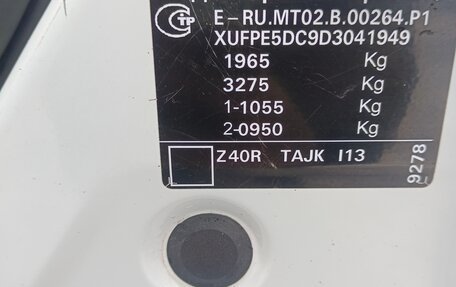 E-RU.MT02.B.00264.P1
XUFPE5DC9D3041949
1965 Kg
3275 Kg
1-1055 Kg
2-0950 Kg
Z40R TAJK I13
9278